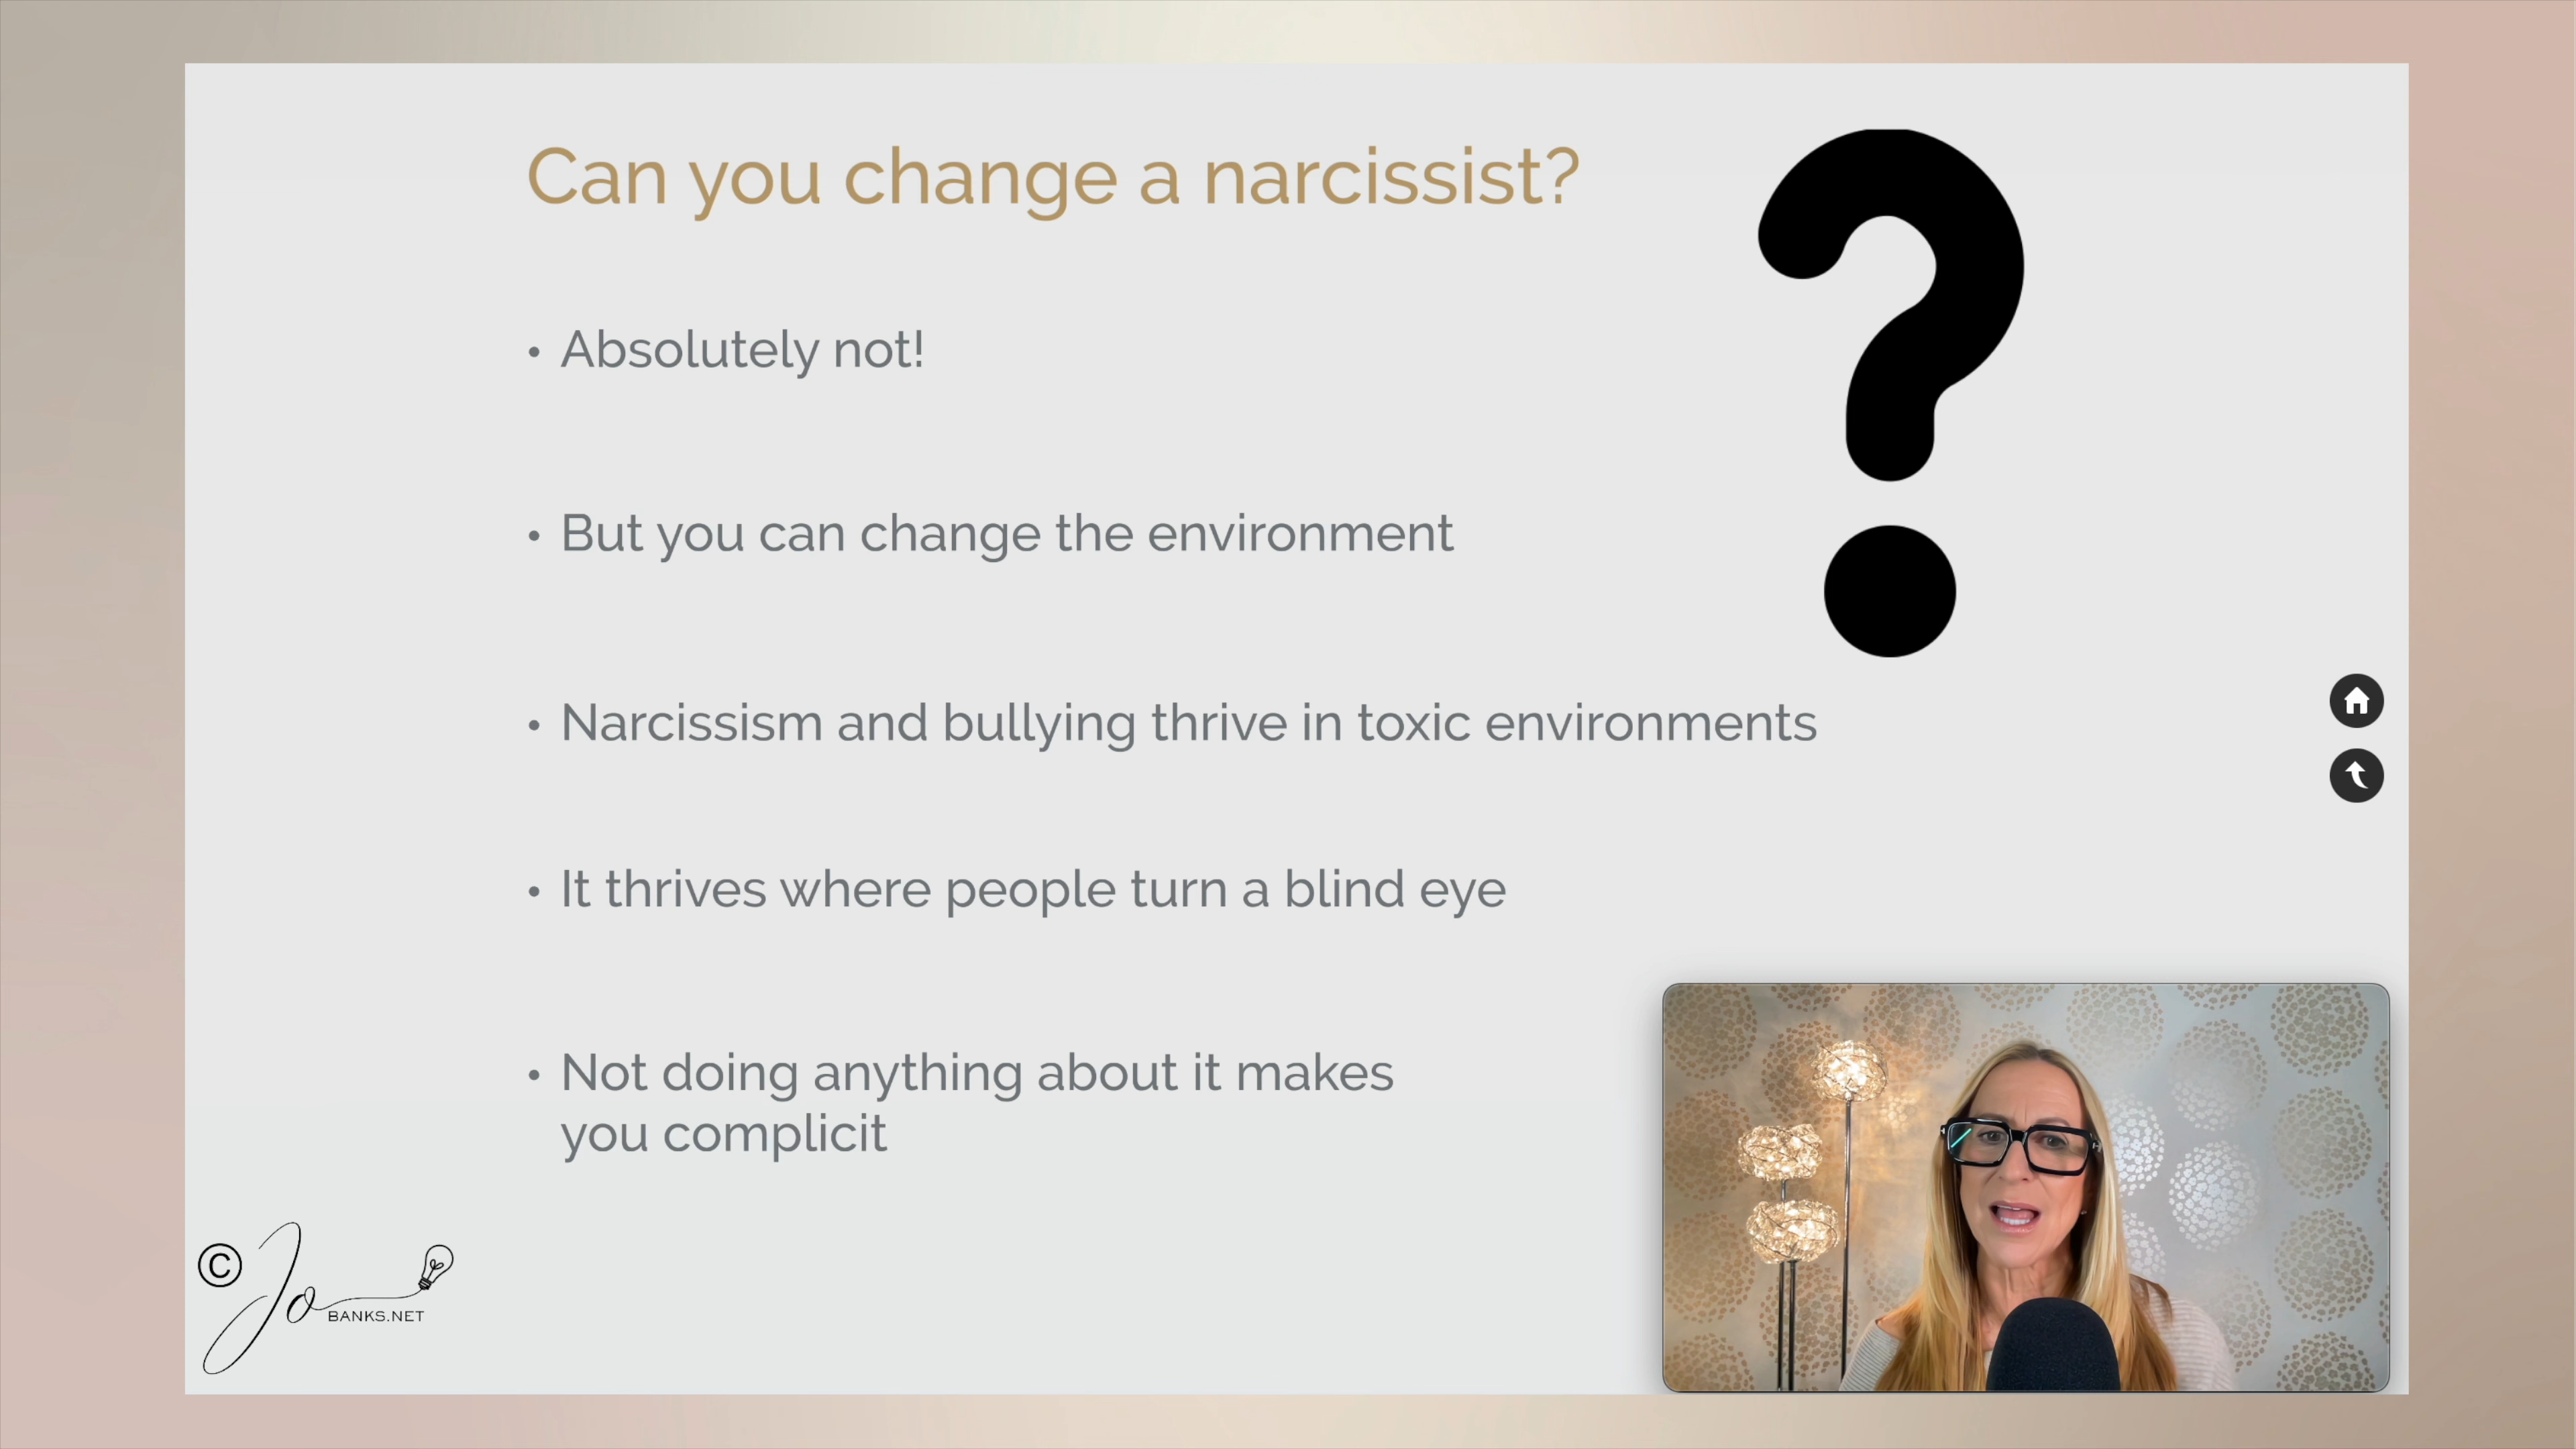 Can you change a narcissist?
?
• Absolutely not!
• But you can change the environment
• Narcissism and bullying thrive in toxic environments
• It thrives where people turn a blind eye
• Not doing anything about it makes
you complicit
© Jo
BANKS.NET